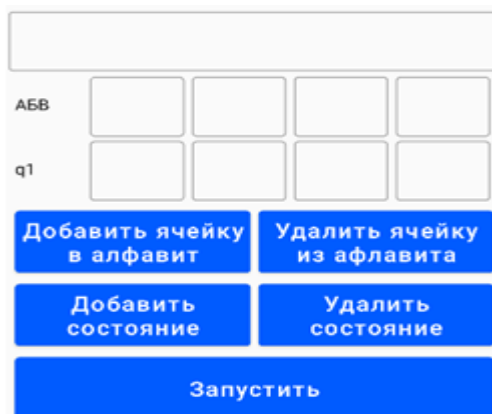 АБВ
q1
Добавить ячейку
в алфавит
Удалить ячейку
из афлавита
Добавить
состояние
Удалить
состояние
Запустить